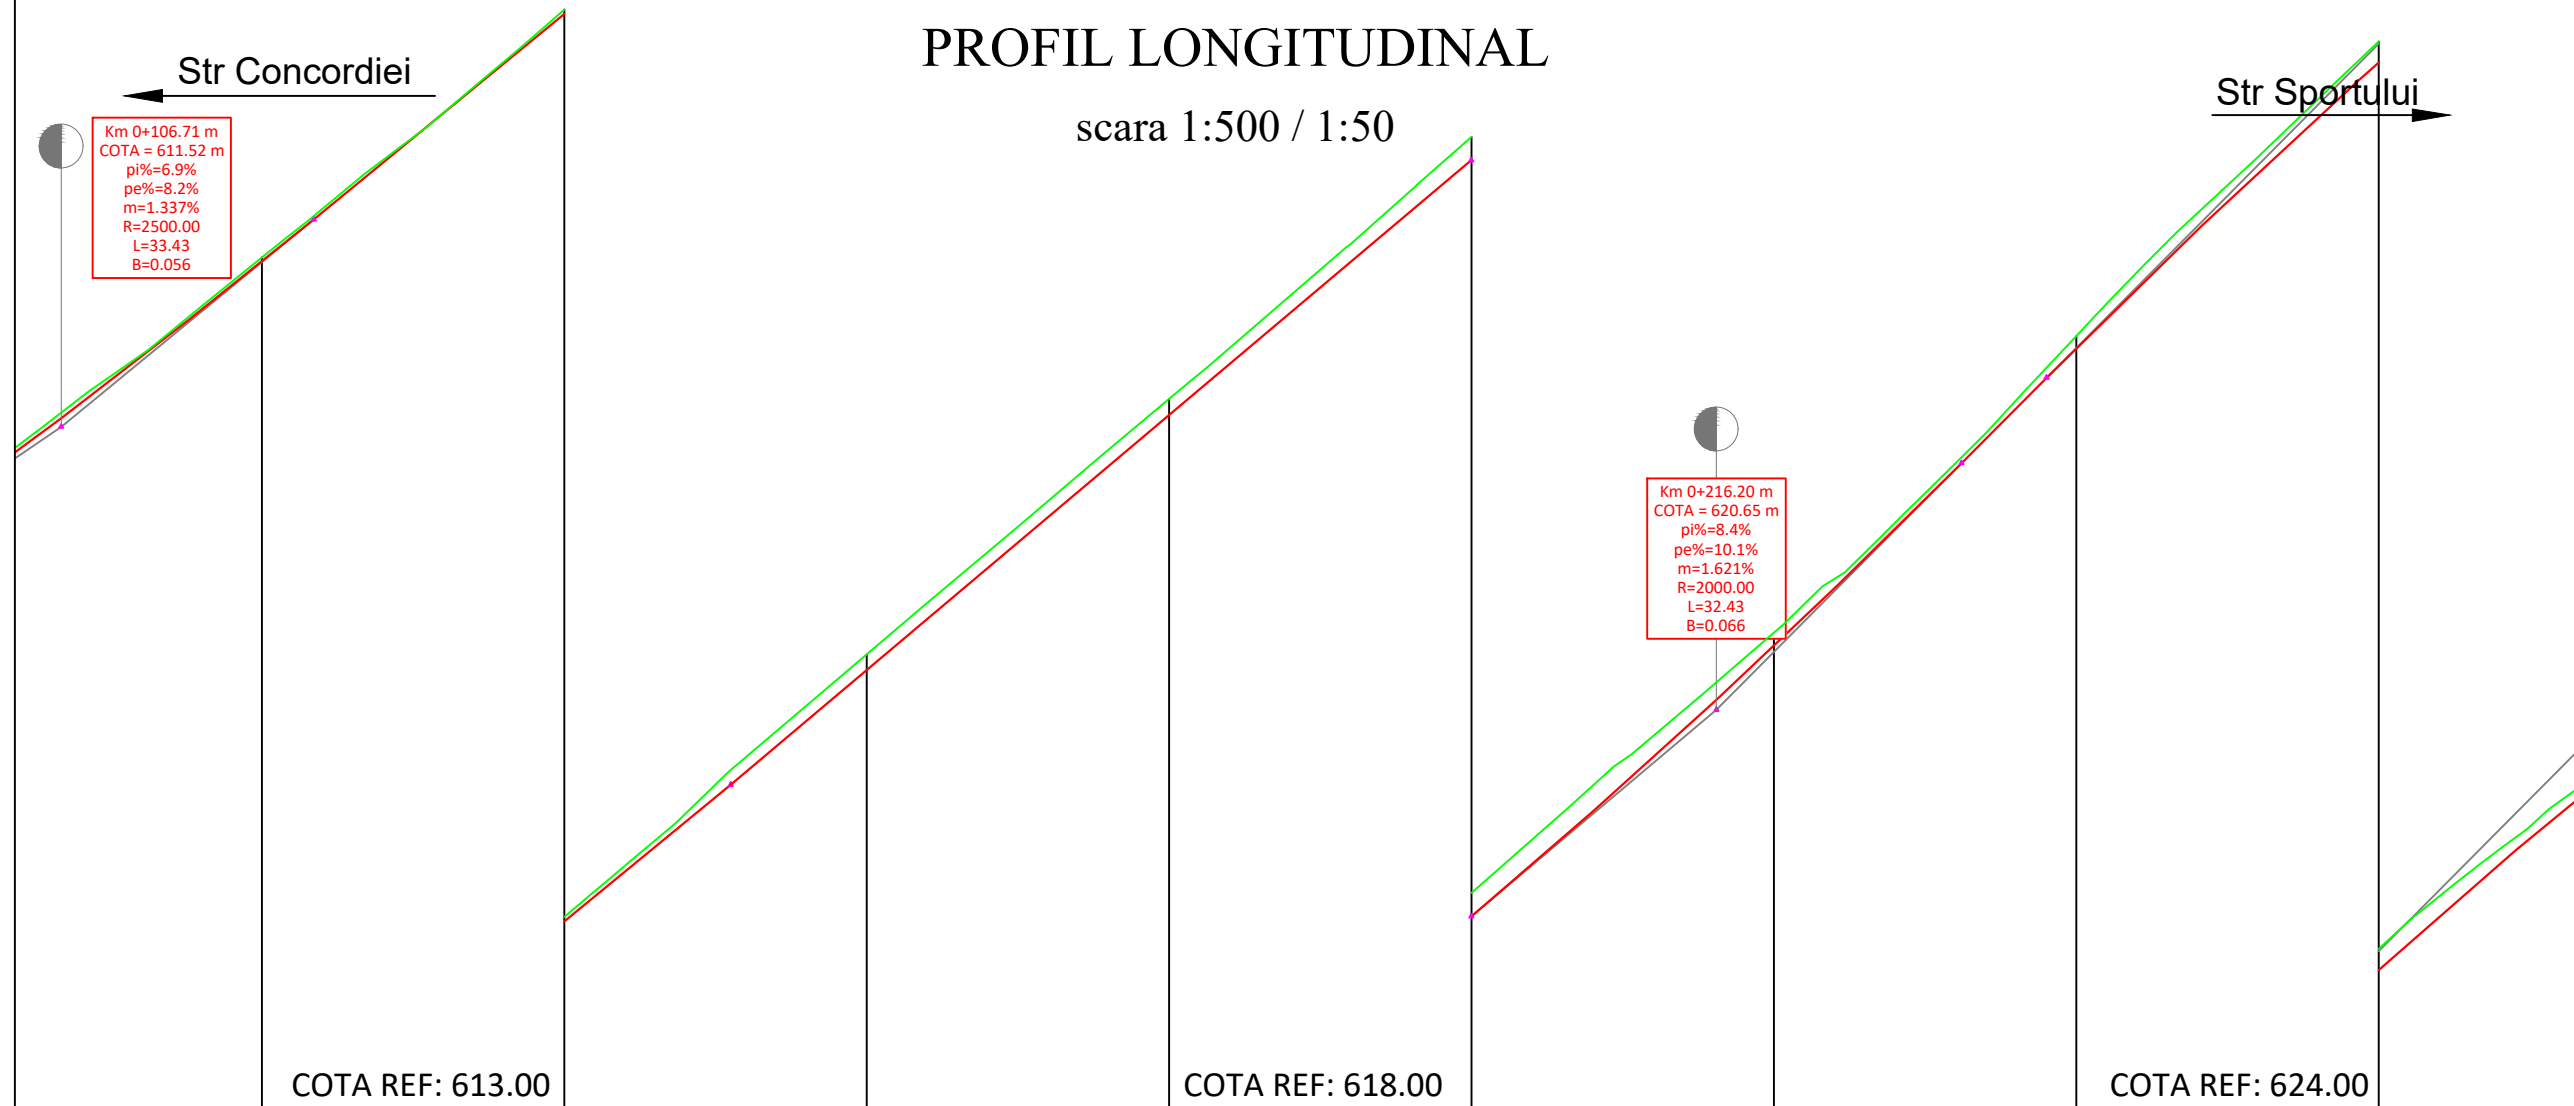 PROFIL LONGITUDINAL
scara 1:500 / 1:50
Str Concordiei
Str Sportului
Km 0+106.71 m
COTA = 611.52 m
pi%=6.9%
pe%=8.2%
m=1.337%
R=2500.00
L=33.43
B=0.056
Km 0+216.20 m
COTA = 620.65 m
pi%=8.4%
pe%=10.1%
m=1.621%
R=2000.00
L=32.43
B=0.066
COTA REF: 613.00
COTA REF: 618.00
COTA REF: 624.00